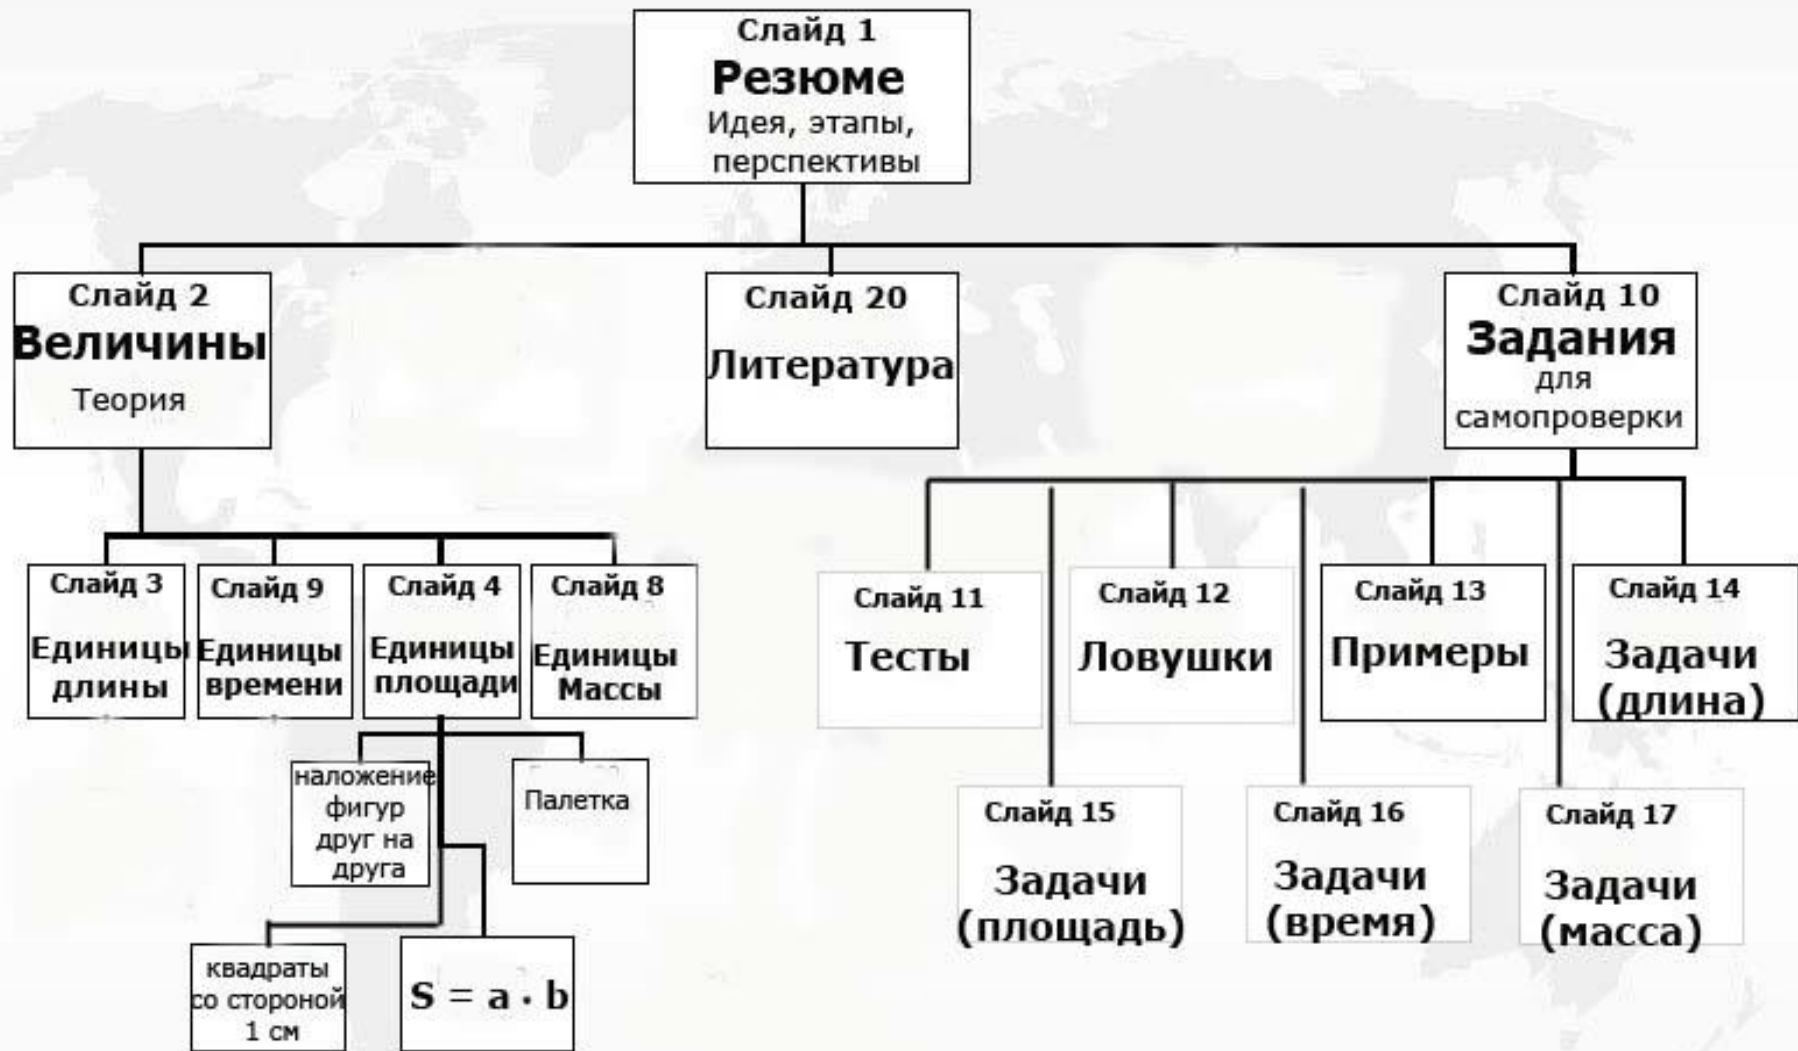 Слайд 1
Резюме
Идея, этапы,
перспективы
Слайд 2
Величины
Теория
Слайд 20
Литература
Слайд 10
Задания
для
самопроверки
Слайд 3
Единицы
длины
Слайд 9
Единицы
времени
Слайд 4
Единицы
площади
Слайд 8
Единицы
Массы
Слайд 11
Тесты
Слайд 12
Ловушки
Слайд 13
Примеры
Слайд 14
Задачи
(длина)
наложение
фигур
друг на
друга
Палетка
Слайд 15
Задачи
(площадь)
Слайд 16
Задачи
(время)
Слайд 17
Задачи
(масса)
квадраты
со стороной
1 см
S = a · b